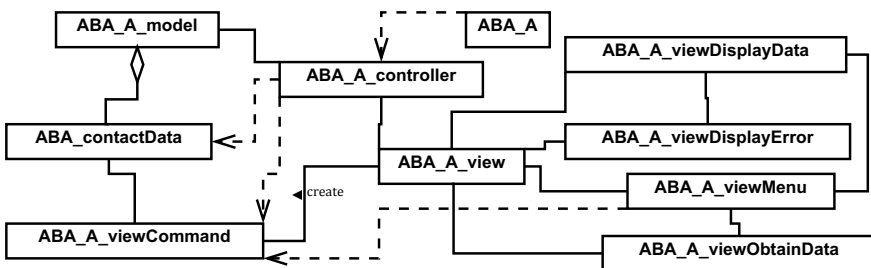 ABA_A_model
ABA_A
ABA_A_controller
ABA_A_viewDisplayData
ABA_contactData
ABA_A_viewDisplayError
ABA_A_view
ABA_A_viewMenu
create
ABA_A_viewCommand
ABA_A_viewObtainData